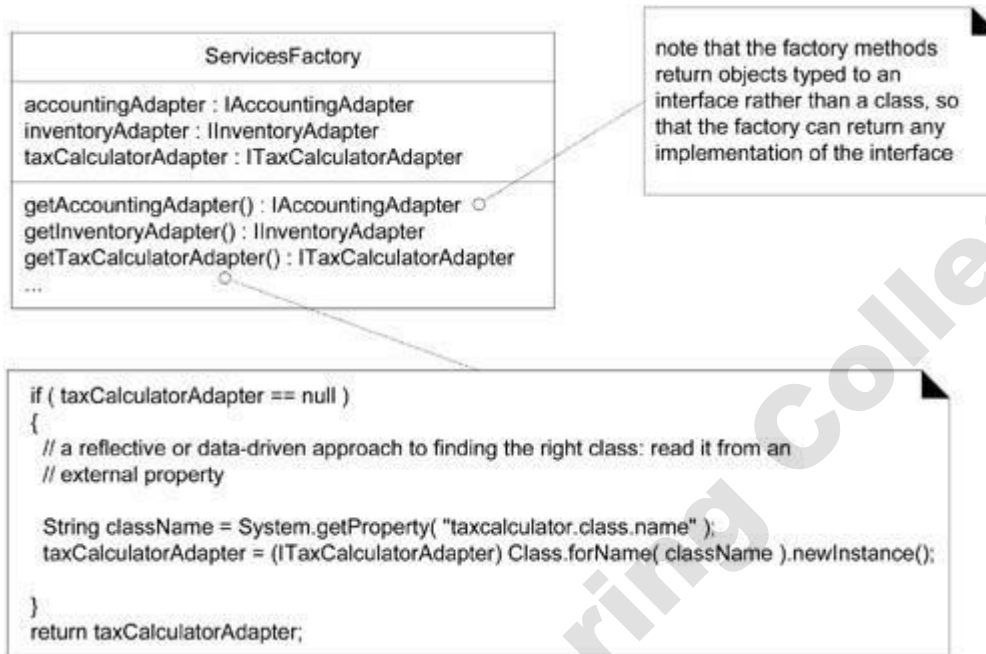 ServicesFactory
accountingAdapter : IAccountingAdapter
inventoryAdapter : IInventoryAdapter
taxCalculatorAdapter : ITaxCalculatorAdapter
getAccountingAdapter() : IAccountingAdapter
getInventoryAdapter() : IInventoryAdapter
getTaxCalculatorAdapter() : ITaxCalculatorAdapter
...
note that the factory methods
return objects typed to an
interface rather than a class, so
that the factory can return any
implementation of the interface
if ( taxCalculatorAdapter == null )
{
// a reflective or data-driven approach to finding the right class: read it from an
// external property
String className = System.getProperty( "taxcalculator.class.name" );
taxCalculatorAdapter = (ITaxCalculatorAdapter) Class.forName( className ).newInstance();
}
return taxCalculatorAdapter;